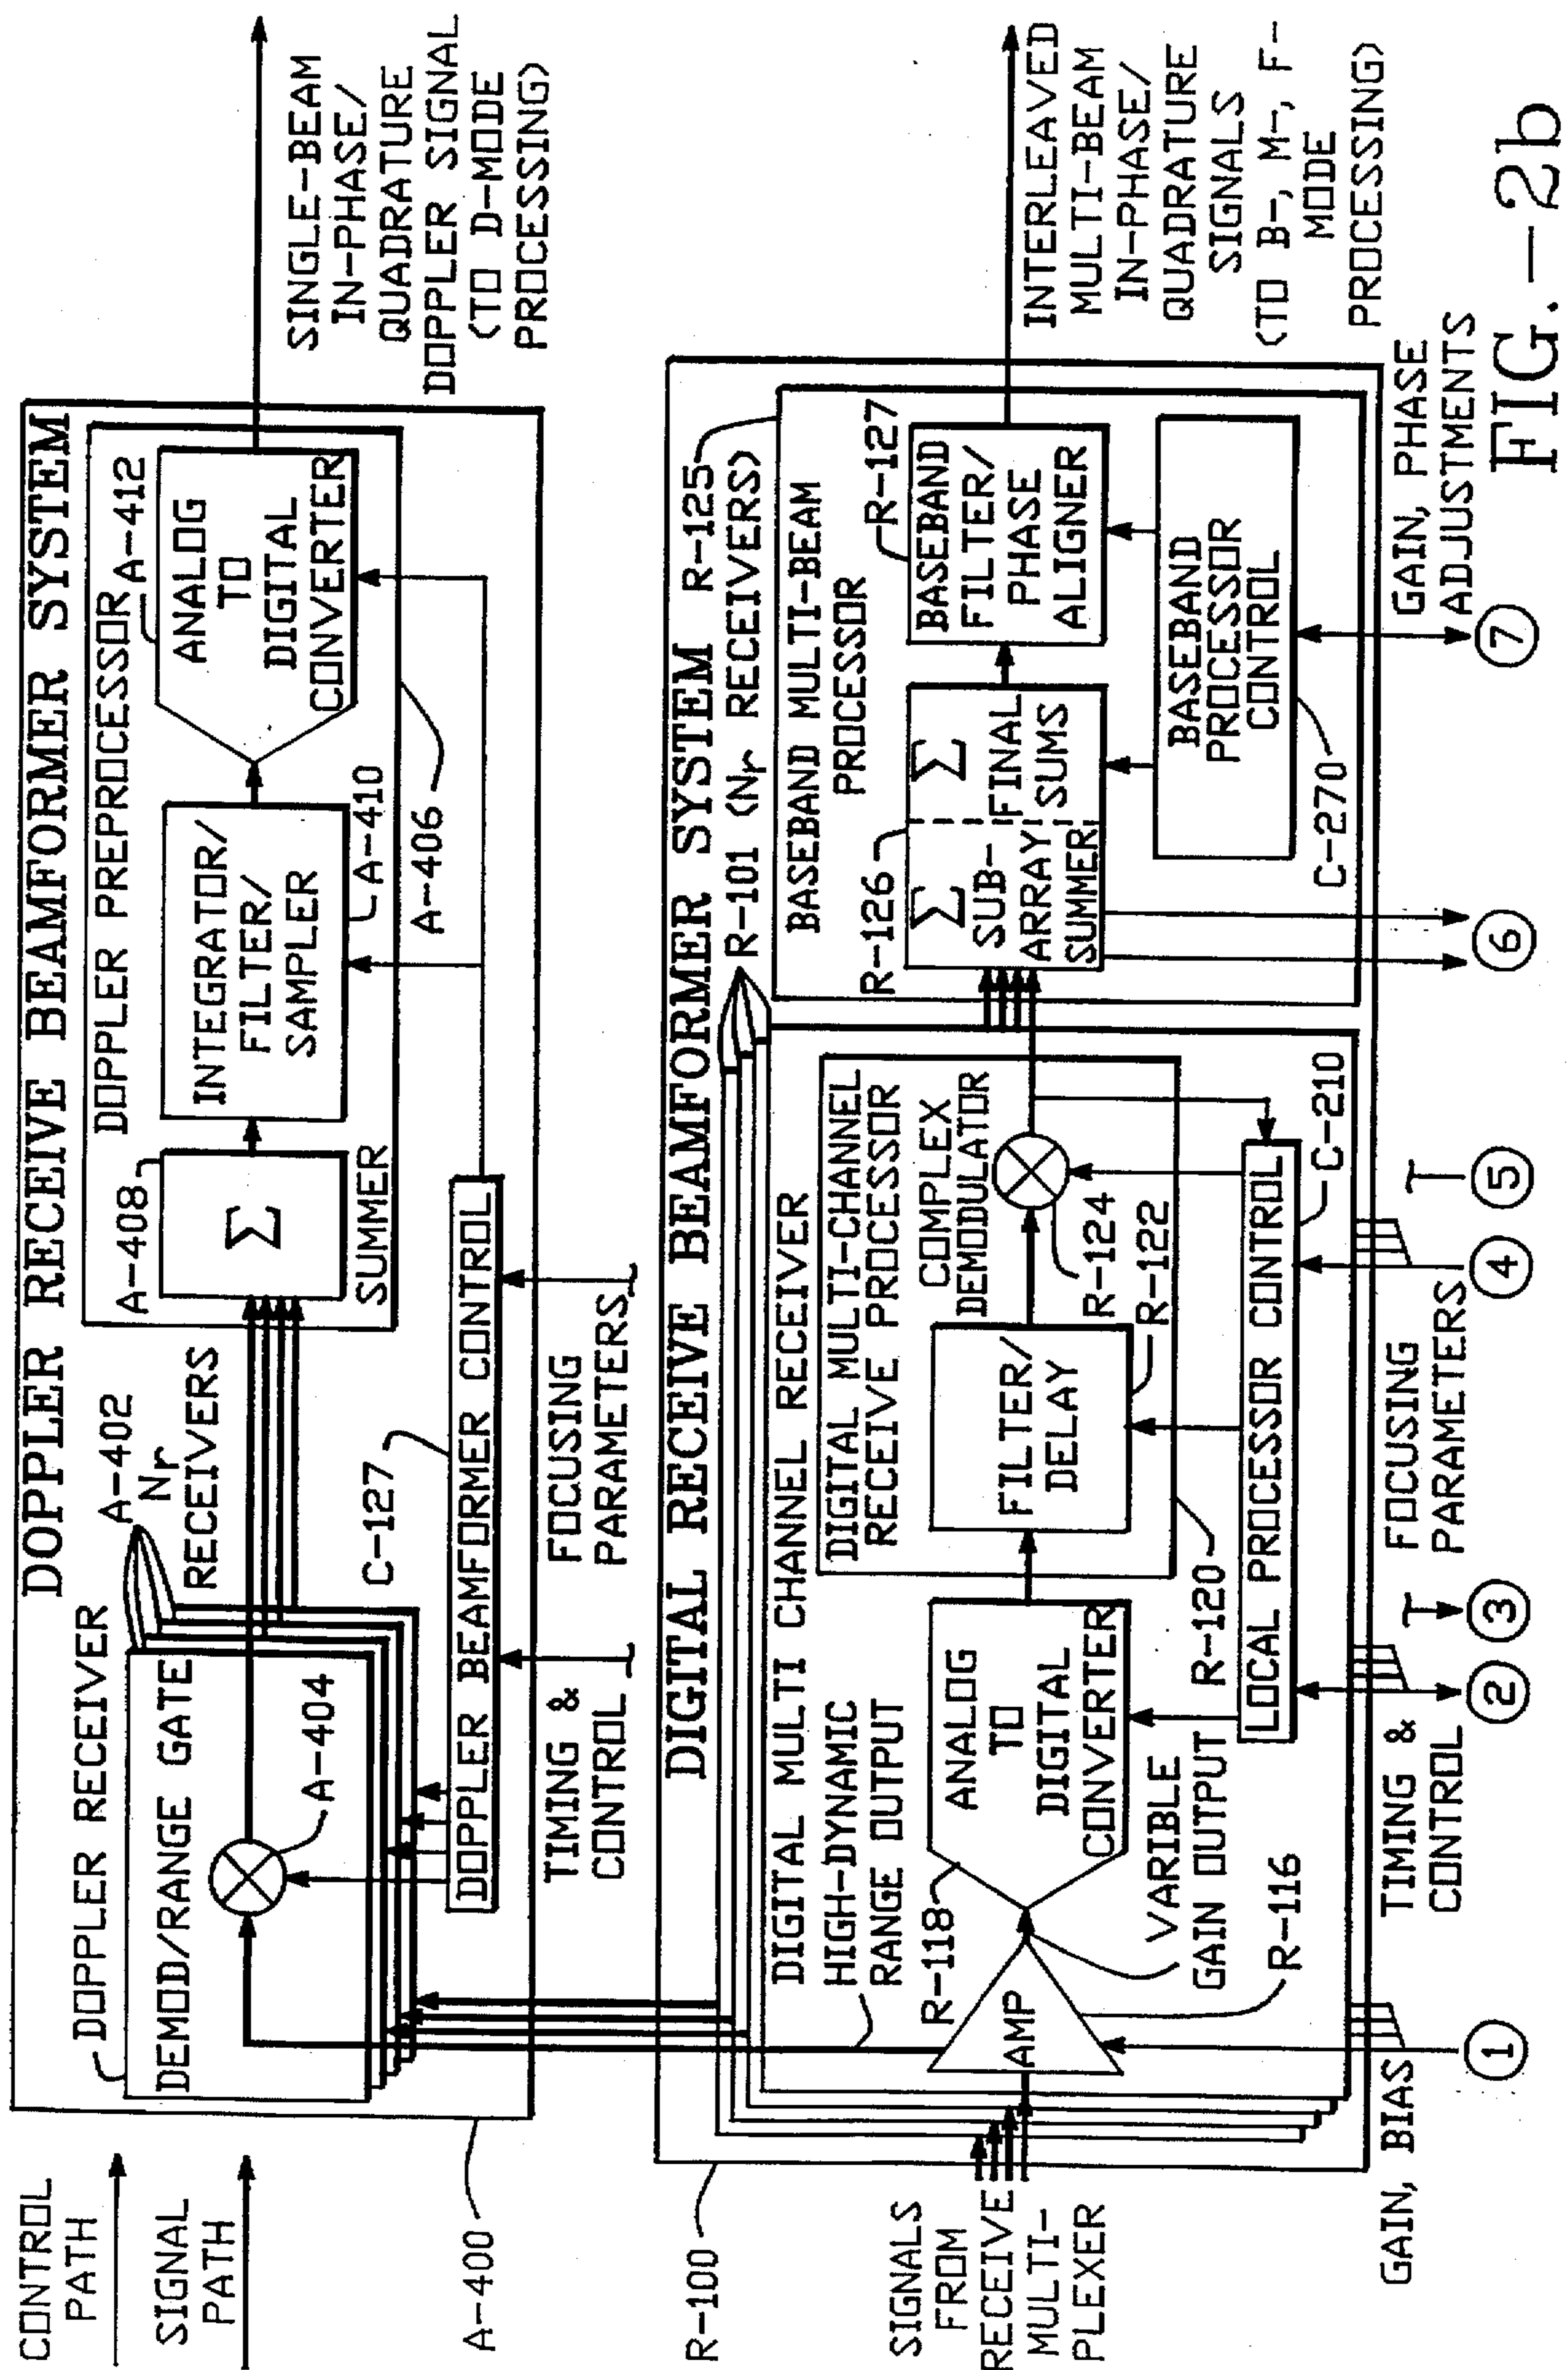 CONTROL
PATH
SIGNAL
PATH
DOPPLER RECEIVE BEAMFORMER SYSTEM
DOPPLER RECEIVER
DEMOD/RANGE GATE
A-404
A-402
Nr
RECEIVERS
DOPPLER PREPROCESSOR
A-408
Σ
SUMMER
INTEGRATOR/
FILTER/
SAMPLER
A-410
A-406
A-412
ANALOG
TO
DIGITAL
CONVERTER
C-127
DOPPLER BEAMFORMER CONTROL
TIMING &
CONTROL
FOCUSING
PARAMETERS
A-400
SINGLE-BEAM
IN-PHASE/
QUADRATURE
DOPPLER SIGNAL
(TO D-MODE
PROCESSING)
R-100
DIGITAL RECEIVE BEAMFORMER SYSTEM
R-125
R-101 (Nr RECEIVERS)
DIGITAL MULTI CHANNEL RECEIVER
HIGH-DYNAMIC
RANGE OUTPUT
R-118
SIGNALS
FROM
RECEIVE
MULTI-
PLEXER
AMP
ANALOG
TO
DIGITAL
CONVERTER
VARIBLE
GAIN OUTPUT
R-116
DIGITAL MULTI-CHANNEL
RECEIVE PROCESSOR
FILTER/
DELAY
COMPLEX
DEMODULATOR
R-124
R-122
R-120
LOCAL PROCESSOR CONTROL
C-210
BASEBAND MULTI-BEAM
PROCESSOR
R-126
Σ Σ
SUB- FINAL
ARRAY SUMS
SUMMER
R-127
BASEBAND
FILTER/
PHASE
ALIGNER
BASEBAND
PROCESSOR
CONTROL
C-270
INTERLEAVED
MULTI-BEAM
IN-PHASE/
QUADRATURE
SIGNALS
(TO B-, M-, F-
MODE
PROCESSING)
GAIN, BIAS
TIMING &
CONTROL
FOCUSING
PARAMETERS
GAIN, PHASE
ADJUSTMENTS
1 2 3 4 5 6 7
FIG.-2b